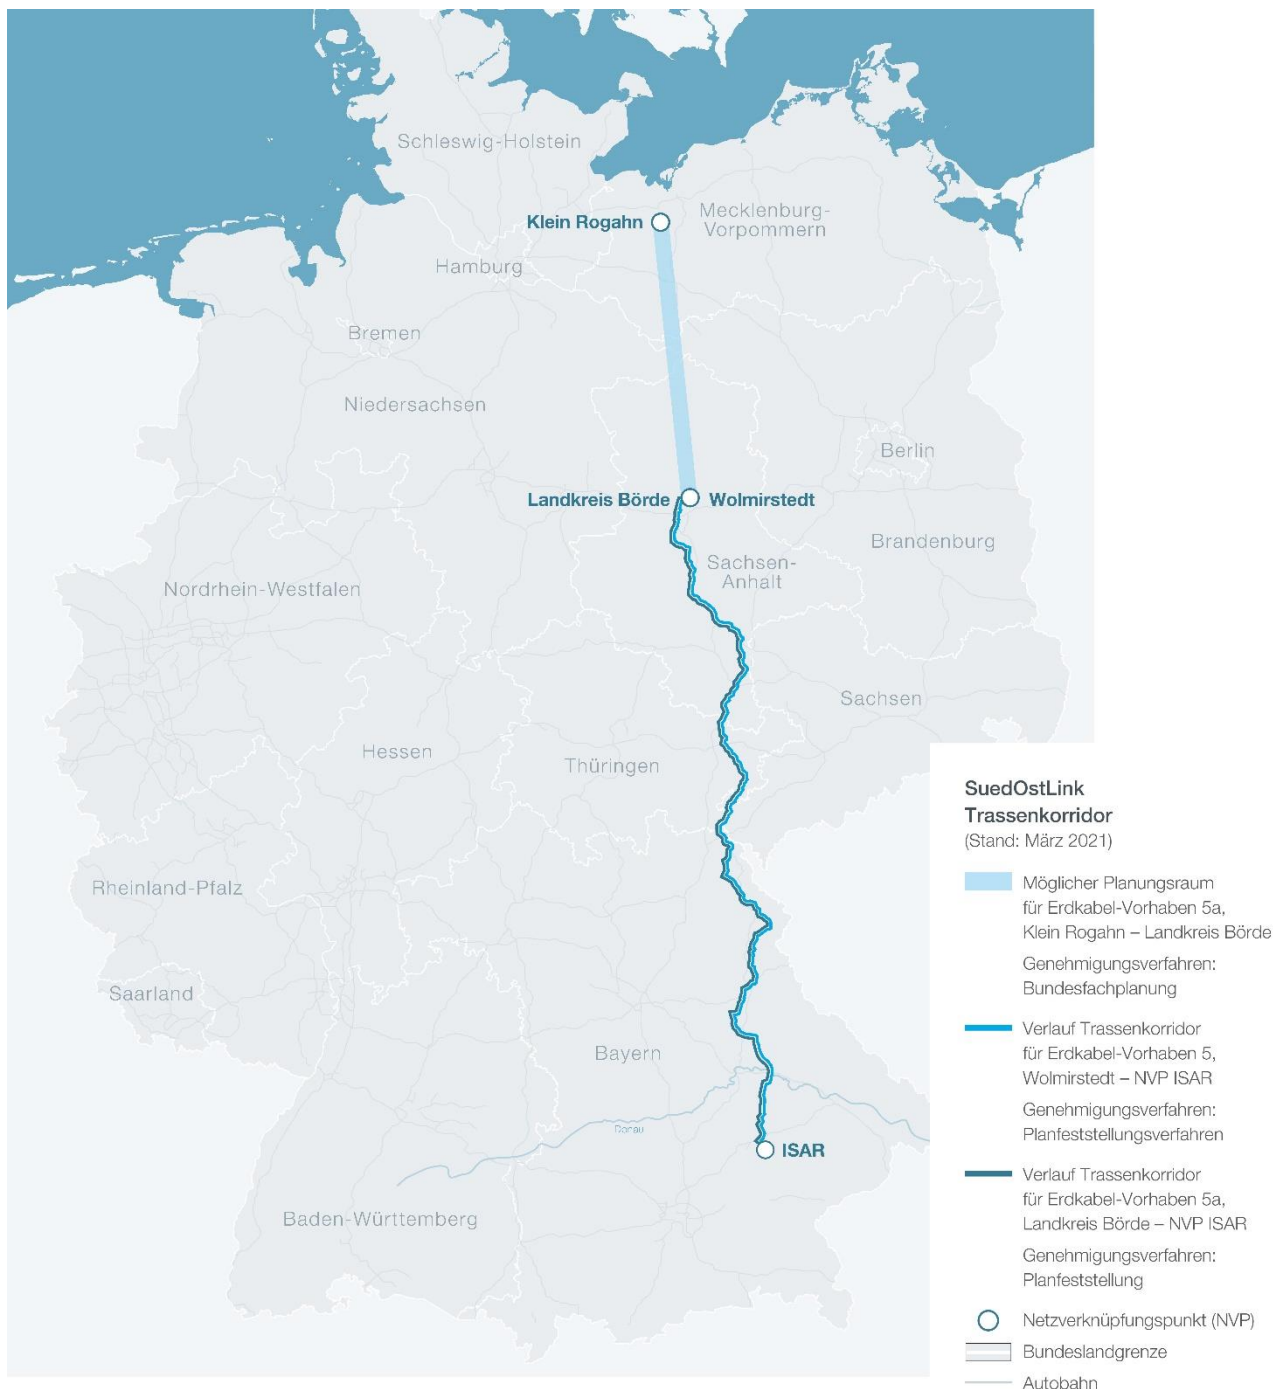 Schleswig-Holstein
Klein Rogahn
Mecklenburg-
Vorpommern
Hamburg
Bremen
Niedersachsen
Berlin
Landkreis Börde
Wolmirstedt
Brandenburg
Sachsen-
Anhalt
Nordrhein-Westfalen
Sachsen
Hessen
Thüringen
Rheinland-Pfalz
Saarland
Bayern
Donau
ISAR
Baden-Württemberg
SuedOstLink
Trassenkorridor
(Stand: März 2021)
Möglicher Planungsraum
für Erdkabel-Vorhaben 5a,
Klein Rogahn – Landkreis Börde
Genehmigungsverfahren:
Bundesfachplanung
Verlauf Trassenkorridor
für Erdkabel-Vorhaben 5,
Wolmirstedt – NVP ISAR
Genehmigungsverfahren:
Planfeststellungsverfahren
Verlauf Trassenkorridor
für Erdkabel-Vorhaben 5a,
Landkreis Börde – NVP ISAR
Genehmigungsverfahren:
Planfeststellung
Netzverknüpfungspunkt (NVP)
Bundeslandgrenze
Autobahn